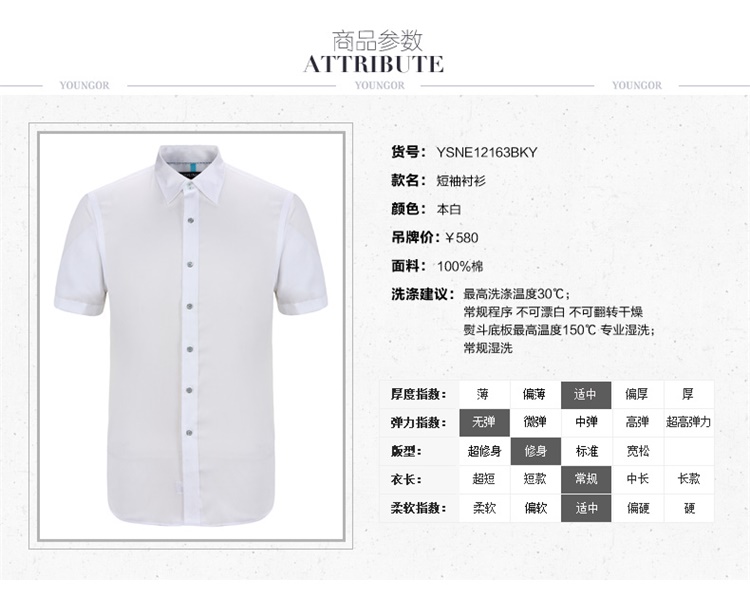 商品参数
ATTRIBUTE
YOUNGOR YOUNGOR YOUNGOR
货号： YSNE12163BKY
款名： 短袖衬衫
颜色： 本白
吊牌价：￥580
面料： 100%棉
洗涤建议： 最高洗涤温度30℃；
常规程序 不可漂白 不可翻转干燥
熨斗底板最高温度150℃ 专业湿洗；
常规湿洗
厚度指数： 薄 偏薄 适中 偏厚 厚
弹力指数： 无弹 微弹 中弹 高弹 超高弹力
版型： 超修身 修身 标准 宽松
衣长： 超短 短款 常规 中长 长款
柔软指数： 柔软 偏软 适中 偏硬 硬